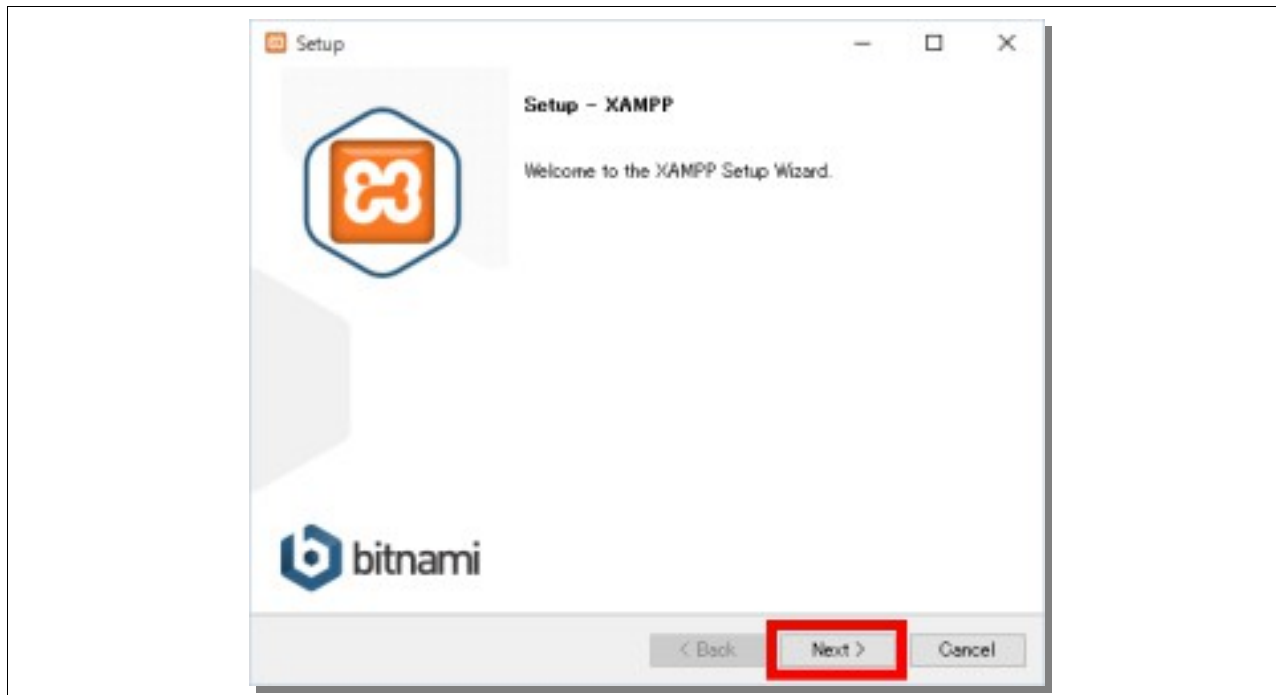 Setup
Setup - XAMPP
Welcome to the XAMPP Setup Wizard.
bitnami
< Back
Next >
Cancel